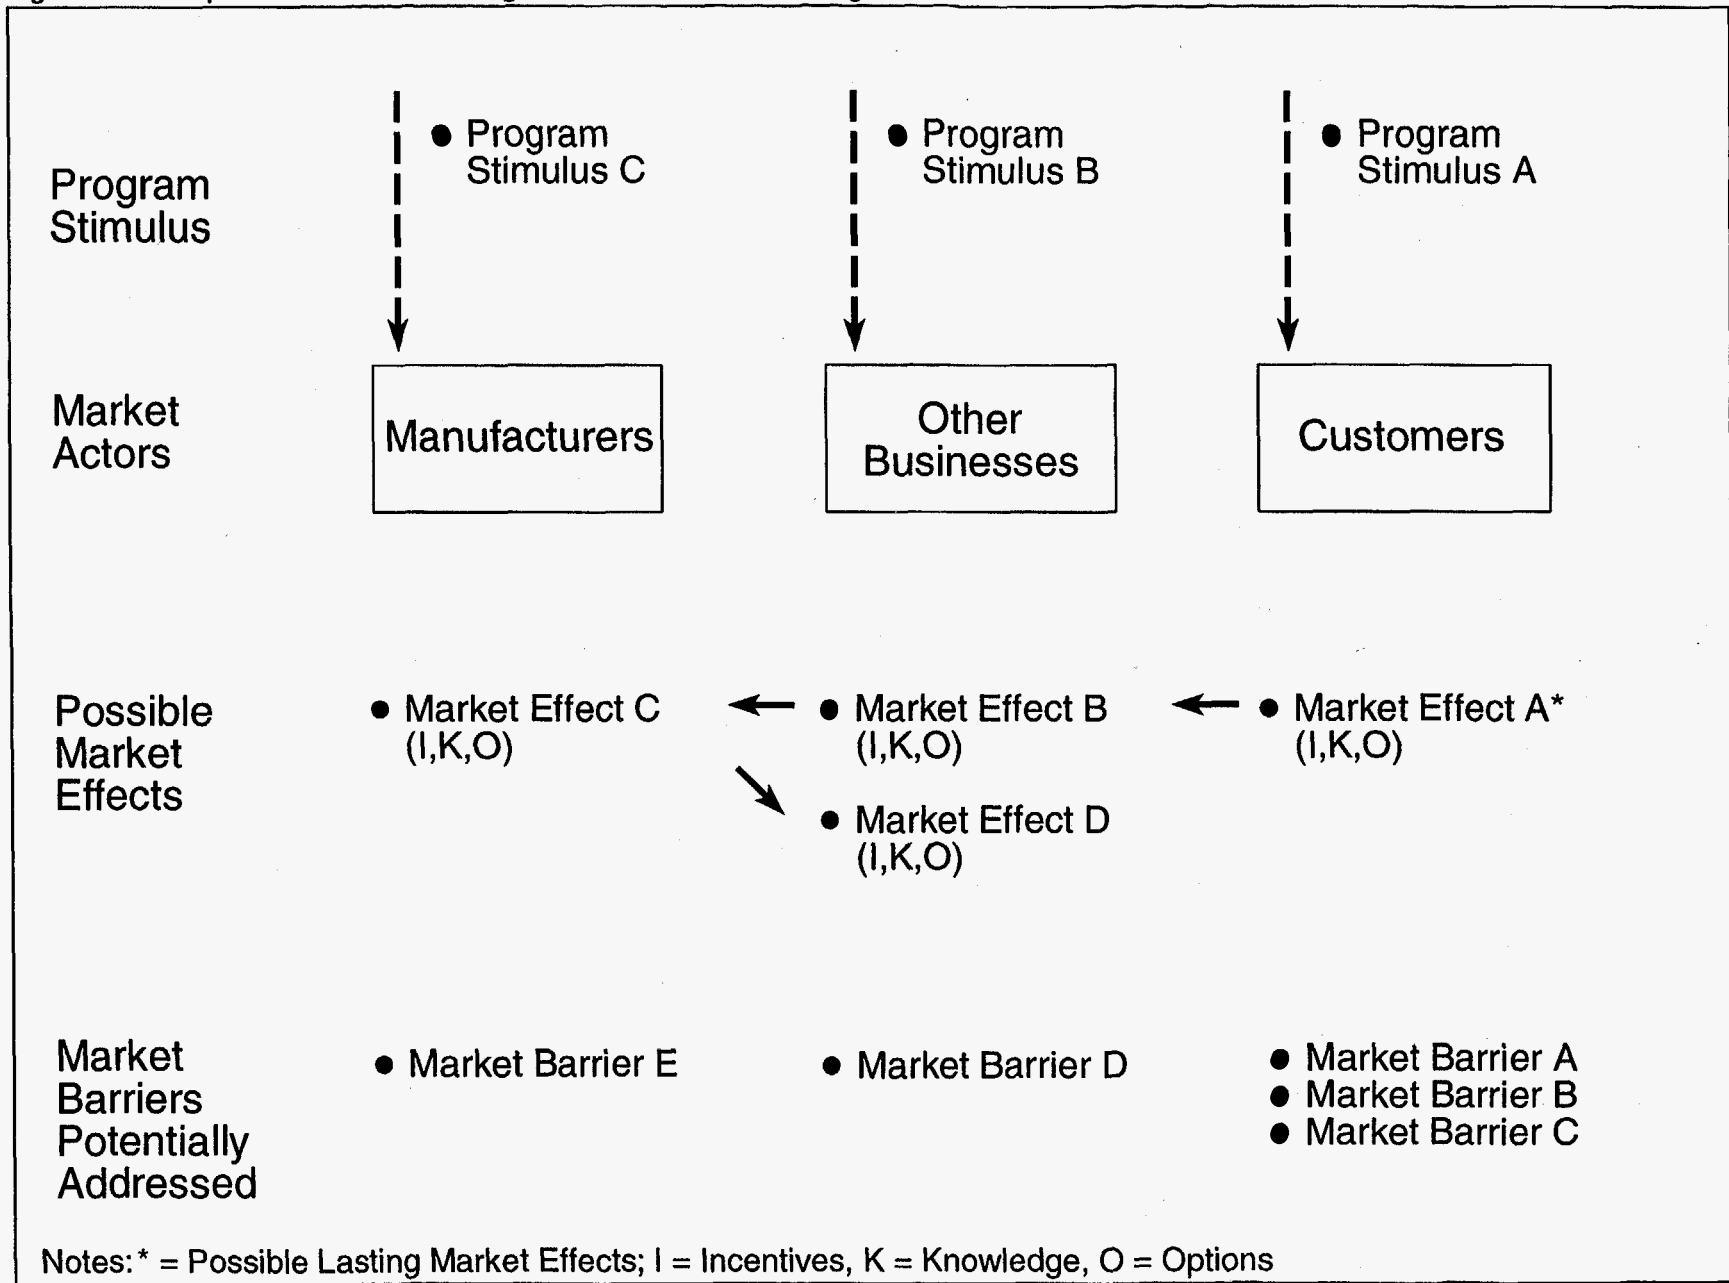 ● Program
Stimulus C
● Program
Stimulus B
● Program
Stimulus A
Program
Stimulus
Market
Actors
Manufacturers
Other
Businesses
Customers
Possible
Market
Effects
● Market Effect C
(I,K,O)
● Market Effect B
(I,K,O)
● Market Effect A*
(I,K,O)
● Market Effect D
(I,K,O)
Market
Barriers
Potentially
Addressed
● Market Barrier E
● Market Barrier D
● Market Barrier A
● Market Barrier B
● Market Barrier C
Notes: * = Possible Lasting Market Effects; I = Incentives, K = Knowledge, O = Options